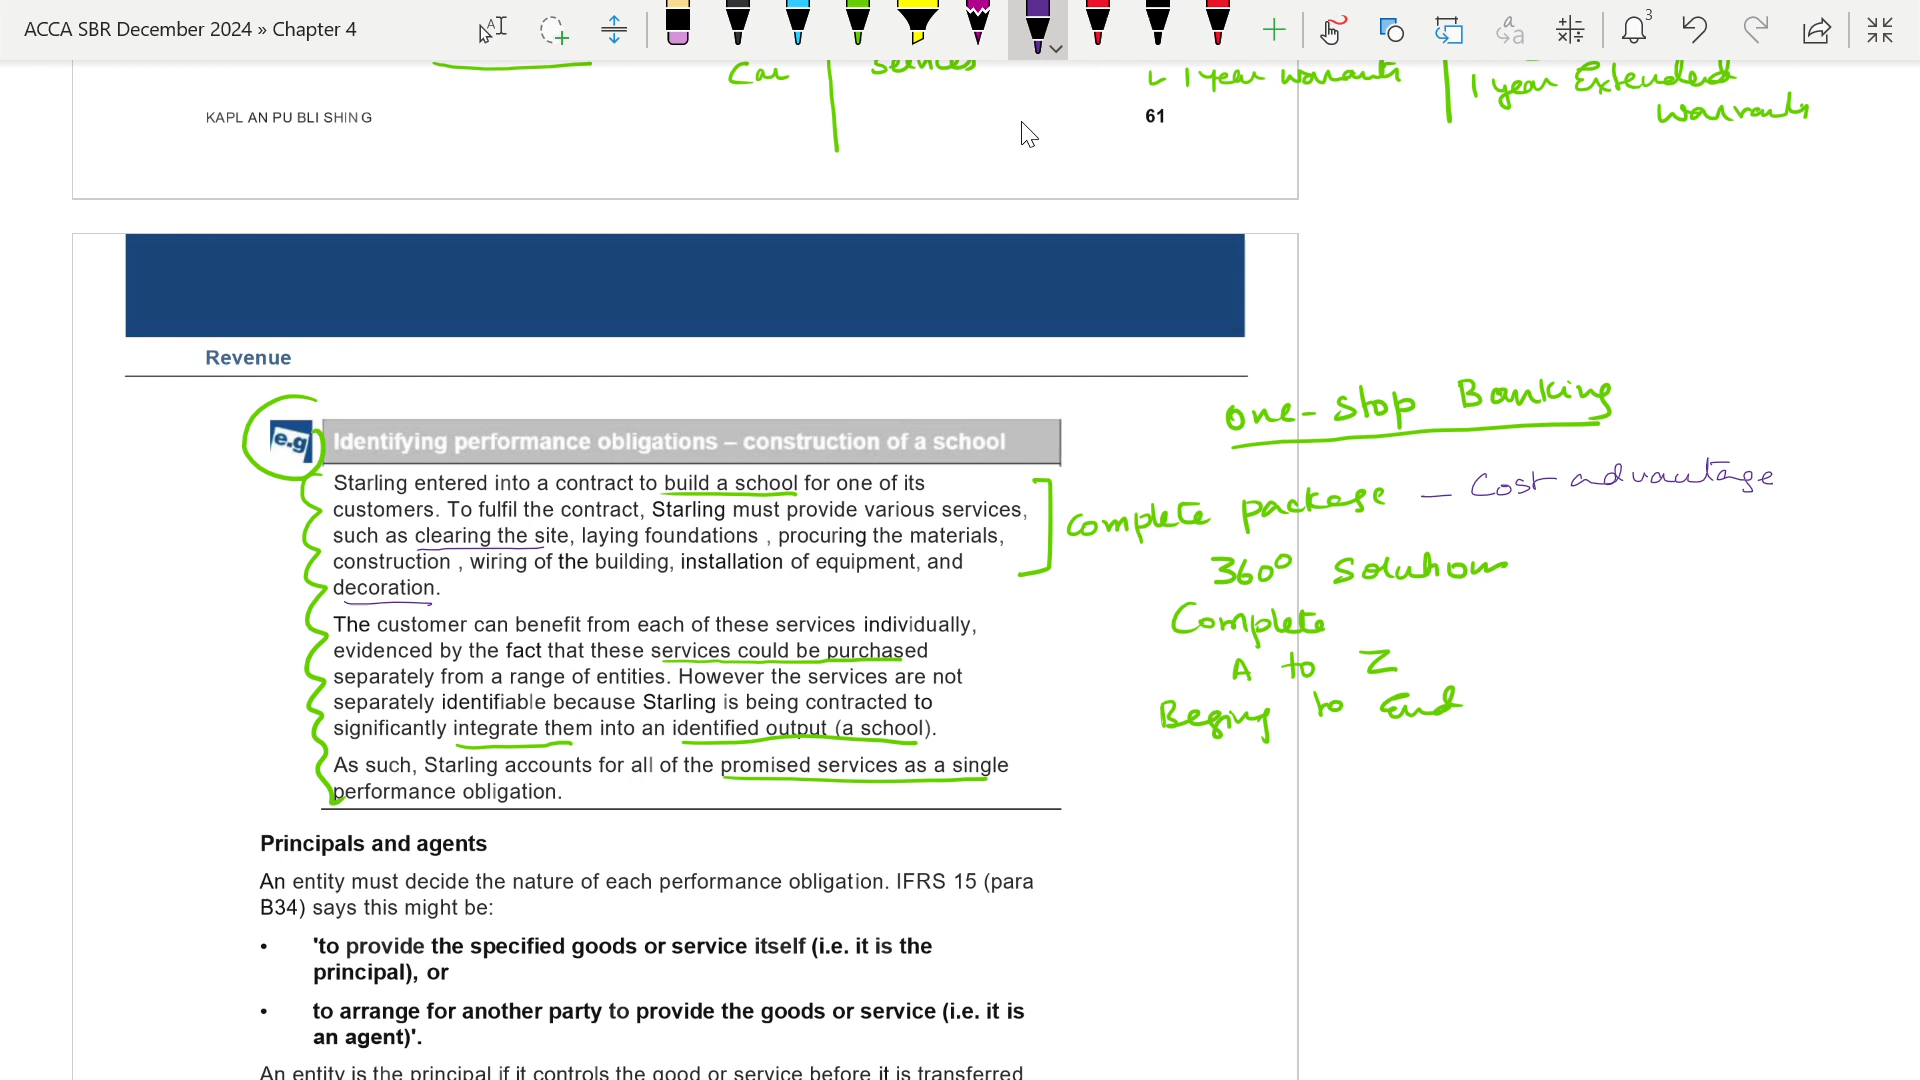 ACCA SBR December 2024 » Chapter 4
3
Car
services
1 year warranty
1 year Extended
warranty
KAPLAN PUBLISHING
61
Revenue
e.g
Identifying performance obligations – construction of a school
Starling entered into a contract to build a school for one of its
customers. To fulfil the contract, Starling must provide various services,
such as clearing the site, laying foundations , procuring the materials,
construction , wiring of the building, installation of equipment, and
decoration.
The customer can benefit from each of these services individually,
evidenced by the fact that these services could be purchased
separately from a range of entities. However the services are not
separately identifiable because Starling is being contracted to
significantly integrate them into an identified output (a school).
As such, Starling accounts for all of the promised services as a single
performance obligation.
one-stop Banking
complete package — Cost advantage
360° Solutions
Complete
A to Z
Beging to End
Principals and agents
An entity must decide the nature of each performance obligation. IFRS 15 (para
B34) says this might be:
• 'to provide the specified goods or service itself (i.e. it is the
principal), or
• to arrange for another party to provide the goods or service (i.e. it is
an agent)'.
An entity is the principal if it controls the good or service before it is transferred